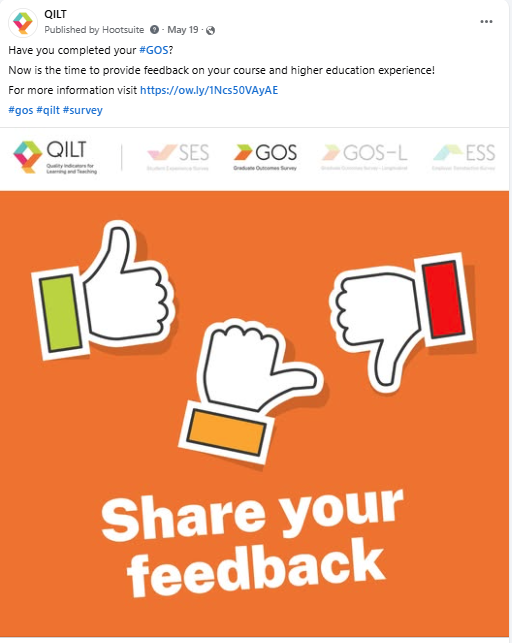 QILT
Published by Hootsuite · May 19 ·
Have you completed your #GOS?
Now is the time to provide feedback on your course and higher education experience!
For more information visit https://ow.ly/1Ncs50VAyAE
#gos #qilt #survey
QILT
Quality Indicators for
Learning and Teaching
SES
Student Experience Survey
GOS
Graduate Outcomes Survey
GOS-L
Graduate Outcomes Survey - Longitudinal
ESS
Employer Satisfaction Survey
Share your
feedback